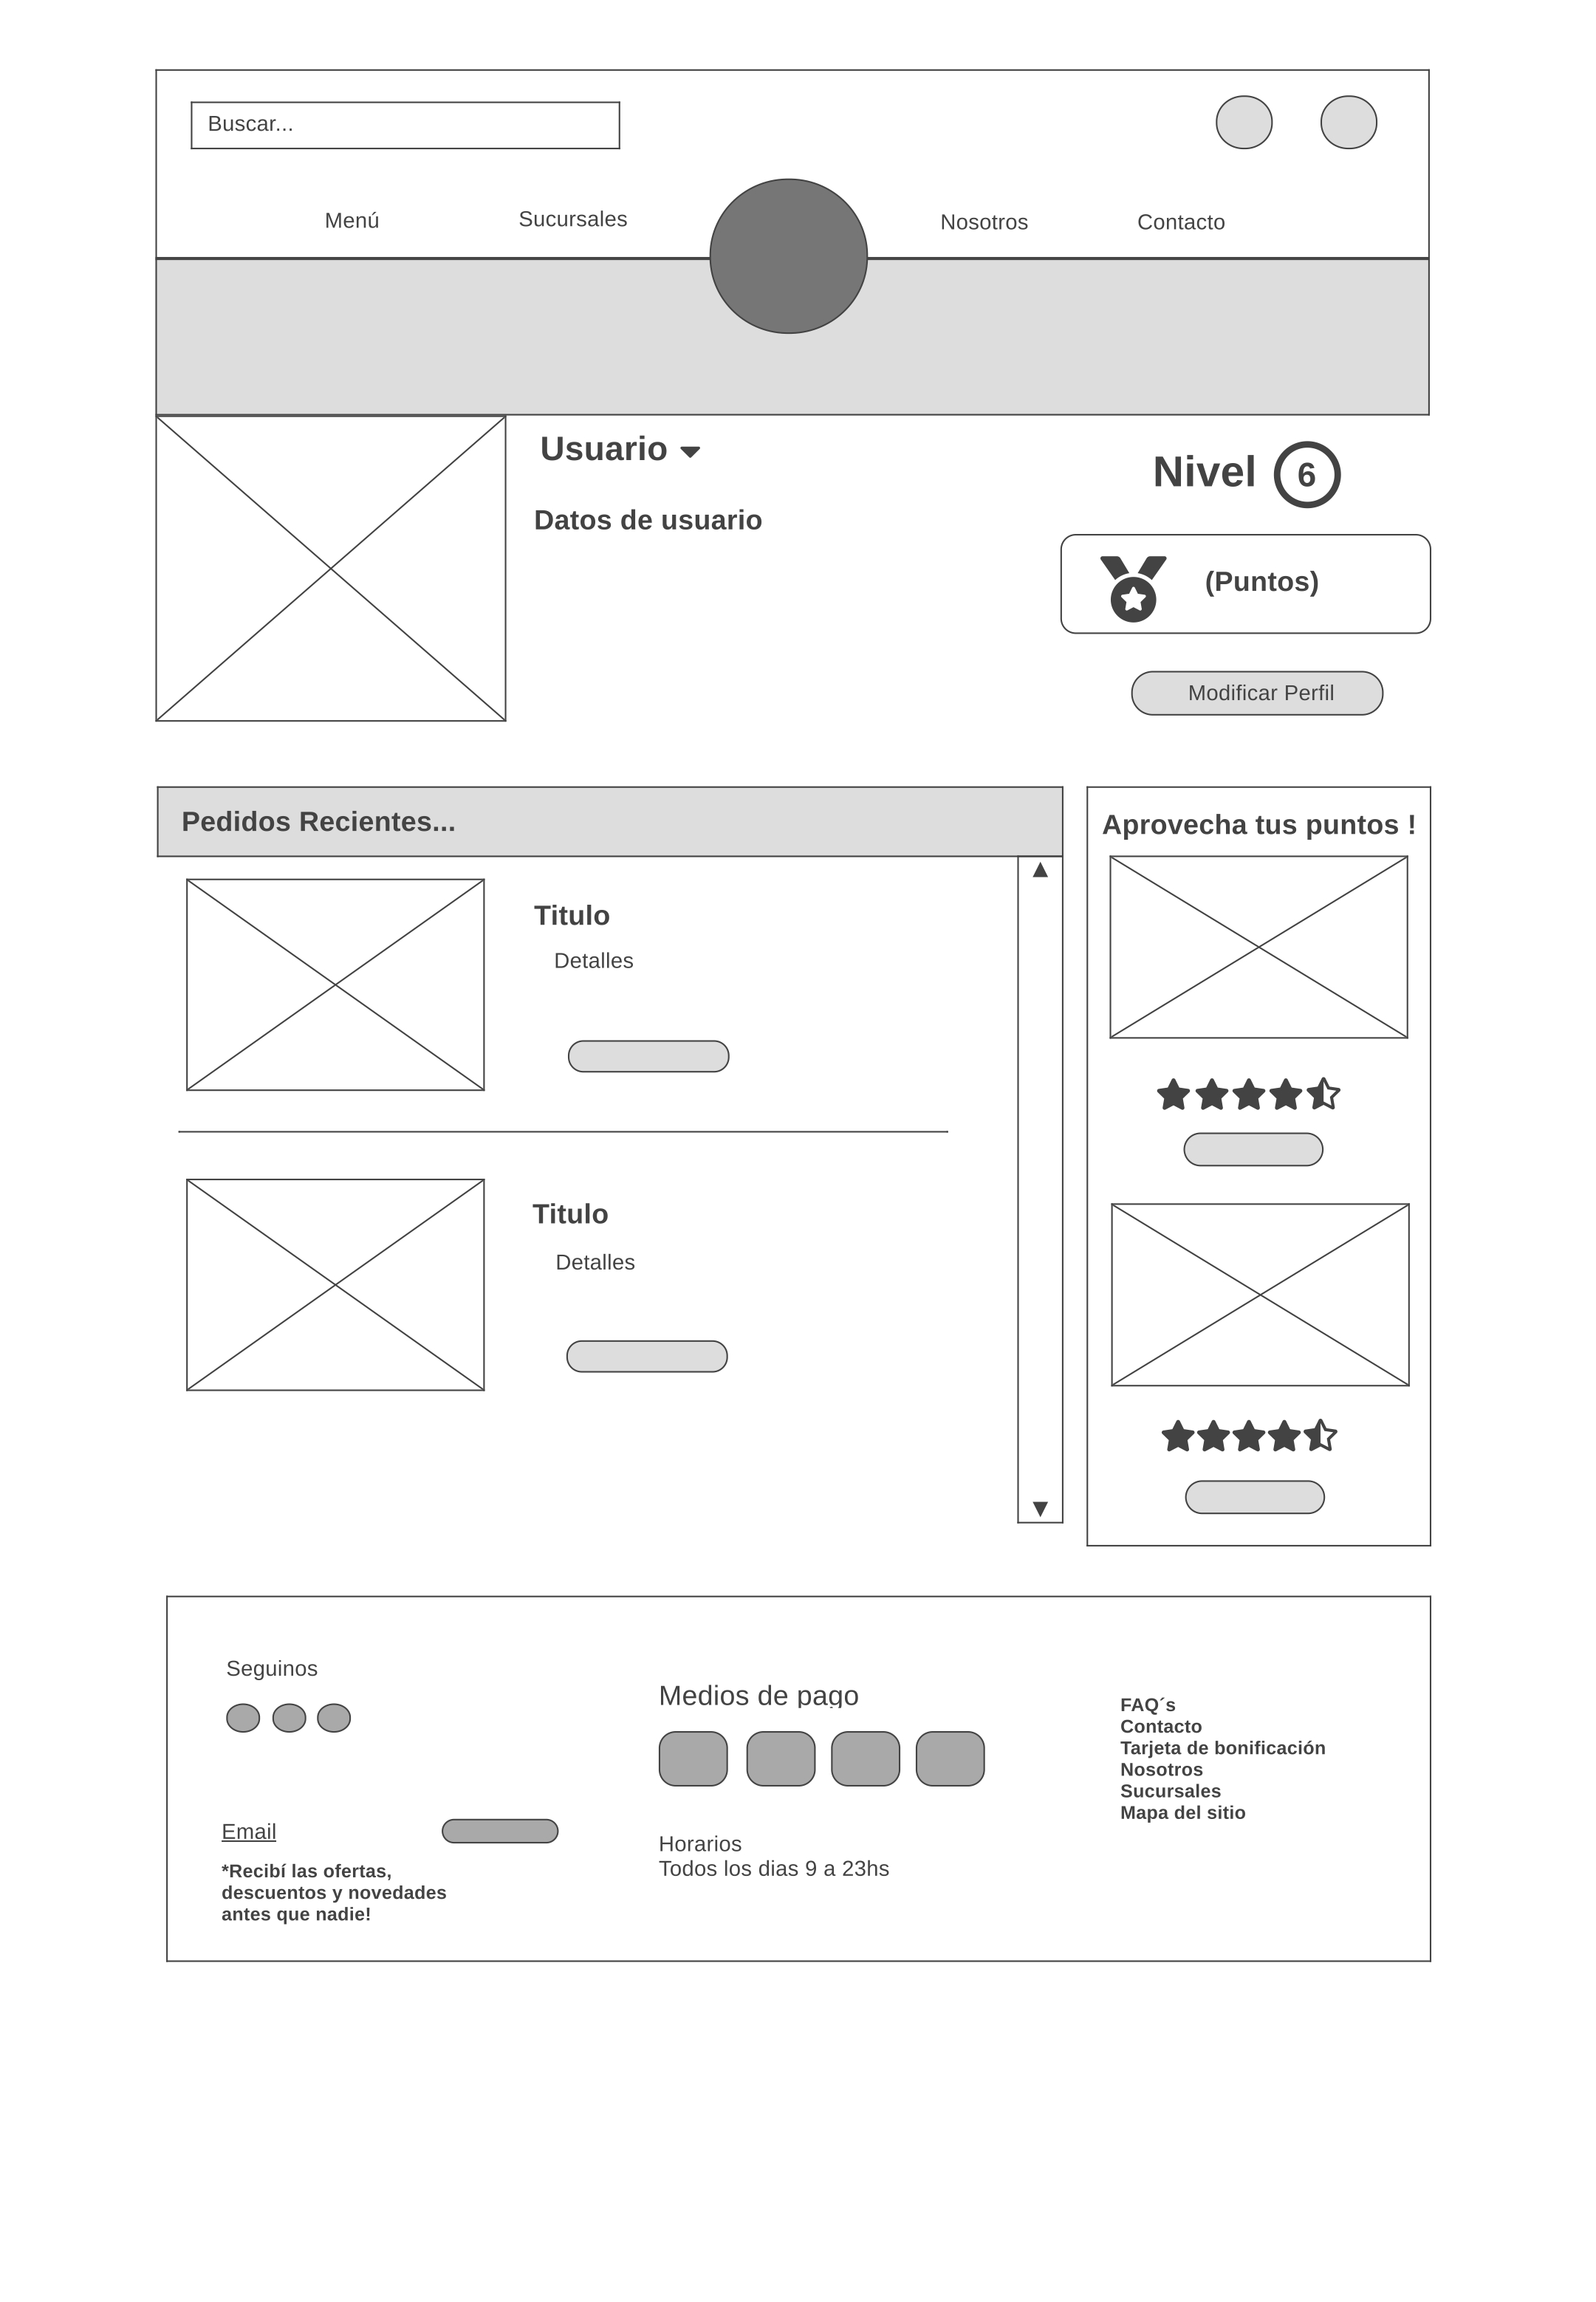 Buscar...
Menú
Sucursales
Nosotros
Contacto
Usuario
Datos de usuario
Nivel 6
(Puntos)
Modificar Perfil
Pedidos Recientes...
Titulo
Detalles
Titulo
Detalles
Aprovecha tus puntos !
Seguinos
Email
*Recibí las ofertas,
descuentos y novedades
antes que nadie!
Medios de pago
Horarios
Todos los dias 9 a 23hs
FAQ´s
Contacto
Tarjeta de bonificación
Nosotros
Sucursales
Mapa del sitio